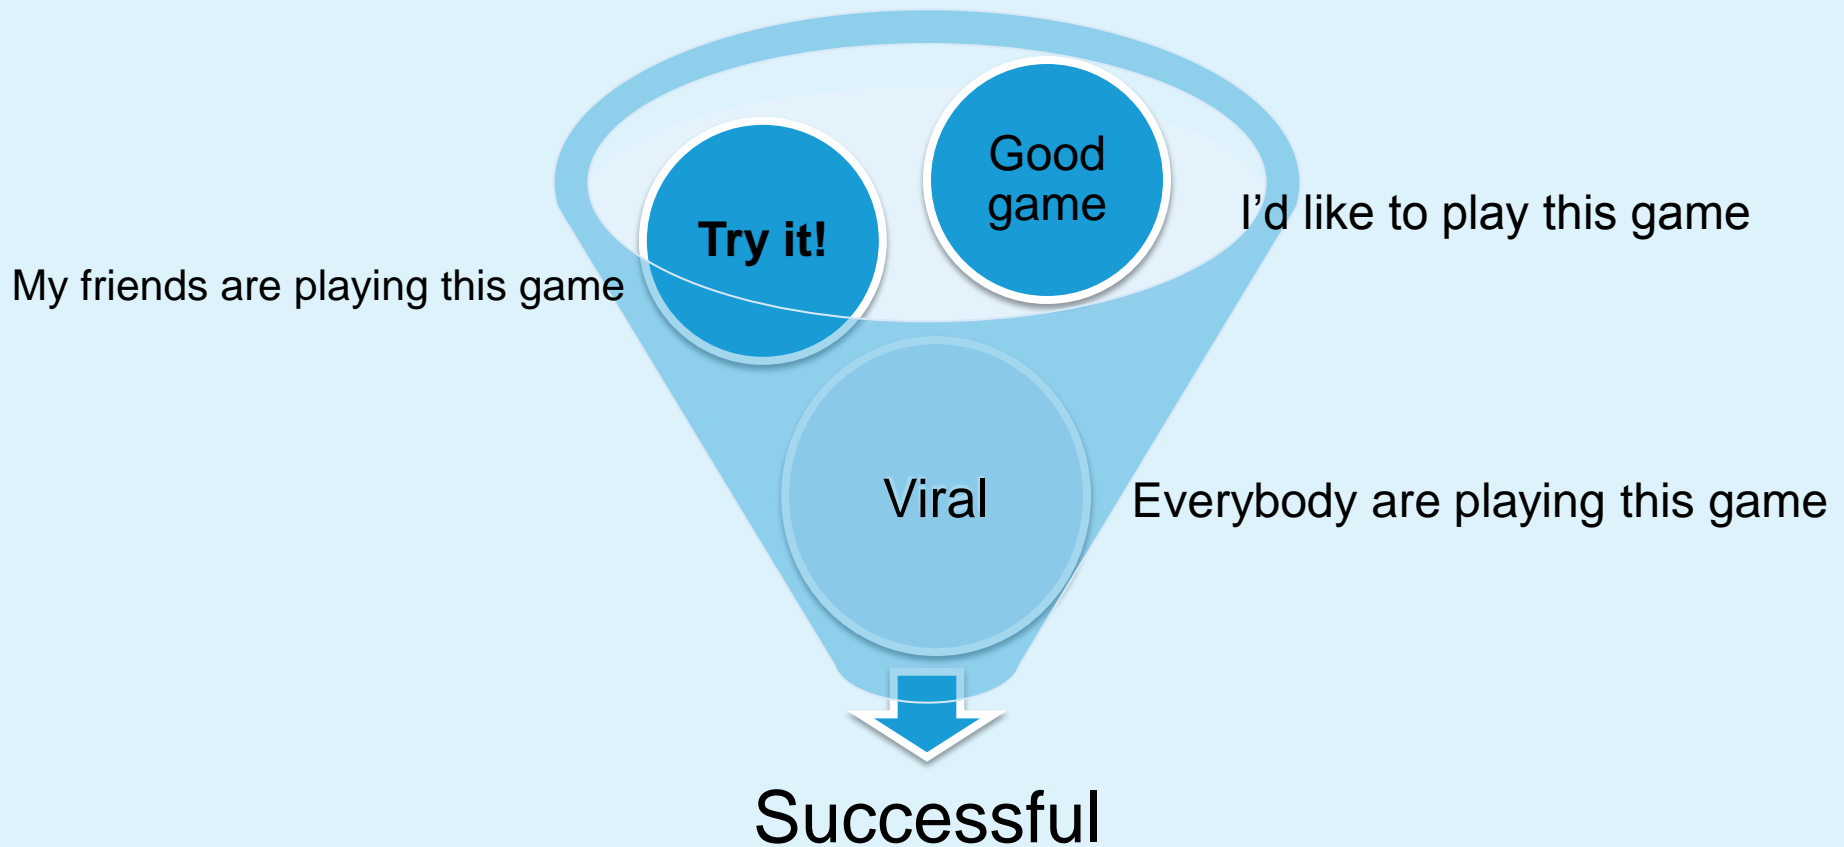 Good
game
I’d like to play this game
Try it!
My friends are playing this game
Viral
Everybody are playing this game
Successful